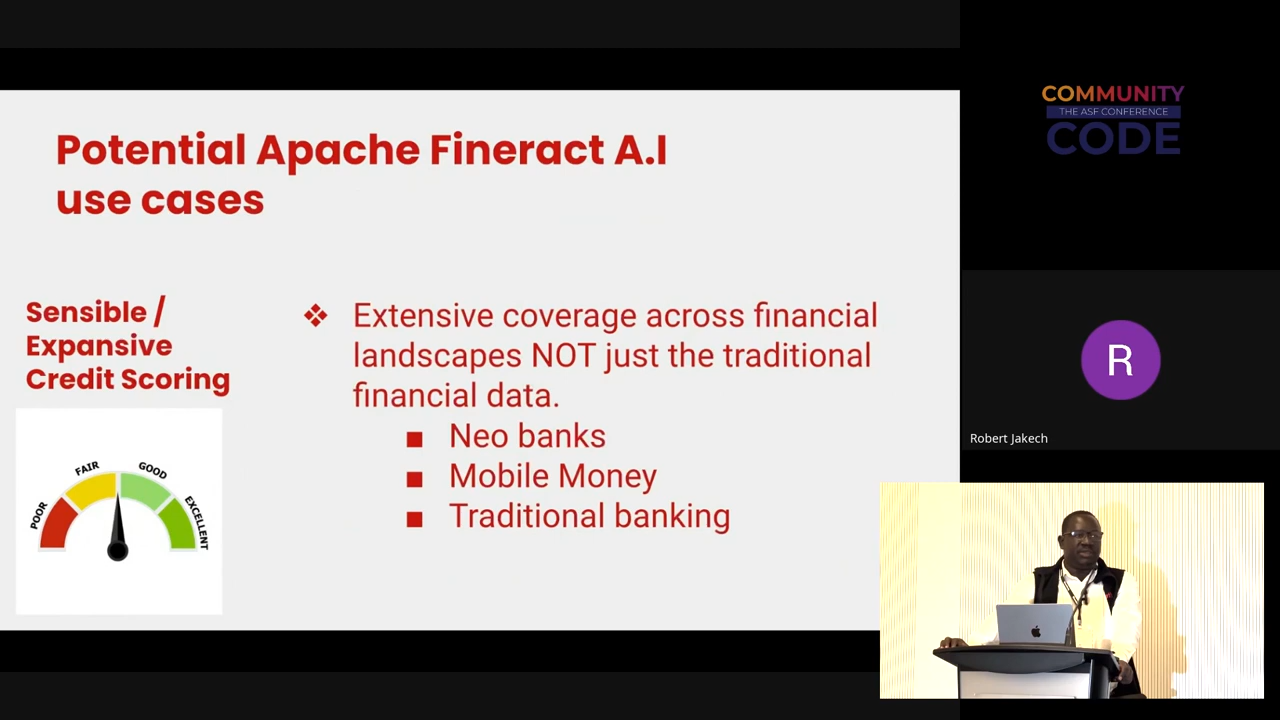 Potential Apache Fineract A.I
use cases
Sensible /
Expansive
Credit Scoring
POOR
FAIR
GOOD
EXCELLENT
❖ Extensive coverage across financial
landscapes NOT just the traditional
financial data.
■ Neo banks
■ Mobile Money
■ Traditional banking
COMMUNITY
THE ASF CONFERENCE
CODE
R
Robert Jakech